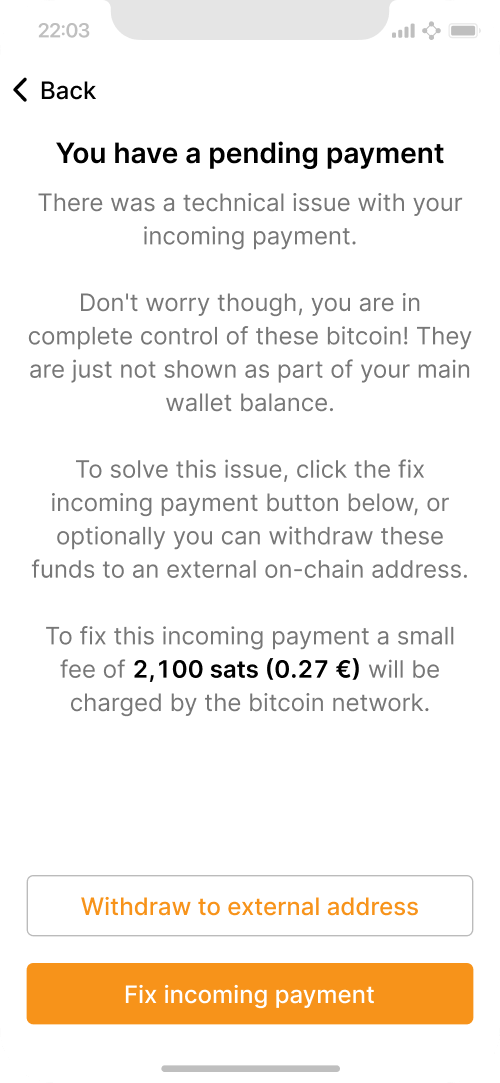 22:03
Back
You have a pending payment
There was a technical issue with your
incoming payment.
Don't worry though, you are in
complete control of these bitcoin! They
are just not shown as part of your main
wallet balance.
To solve this issue, click the fix
incoming payment button below, or
optionally you can withdraw these
funds to an external on-chain address.
To fix this incoming payment a small
fee of 2,100 sats (0.27 €) will be
charged by the bitcoin network.
Withdraw to external address
Fix incoming payment